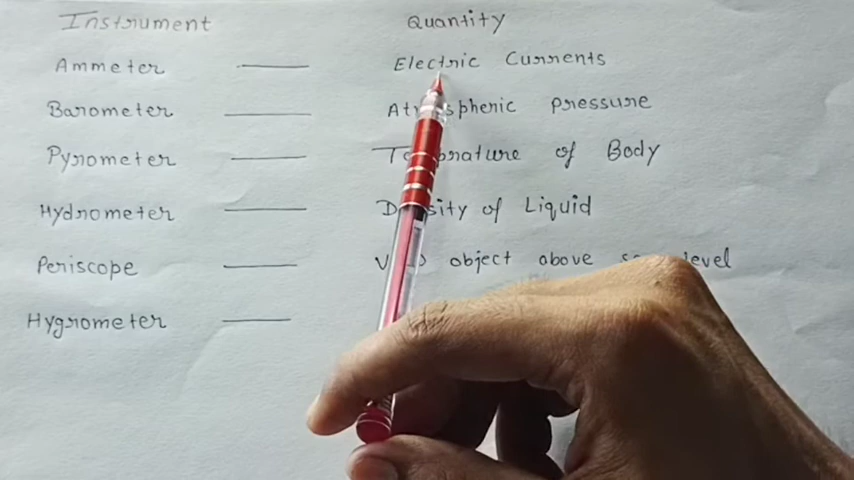 Instrument Quantity
Ammeter Electric Currents
Barometer Atmospheric pressure
Pyrometer of Body
Hydrometer Density of Liquid
Periscope object above level
Hygrometer